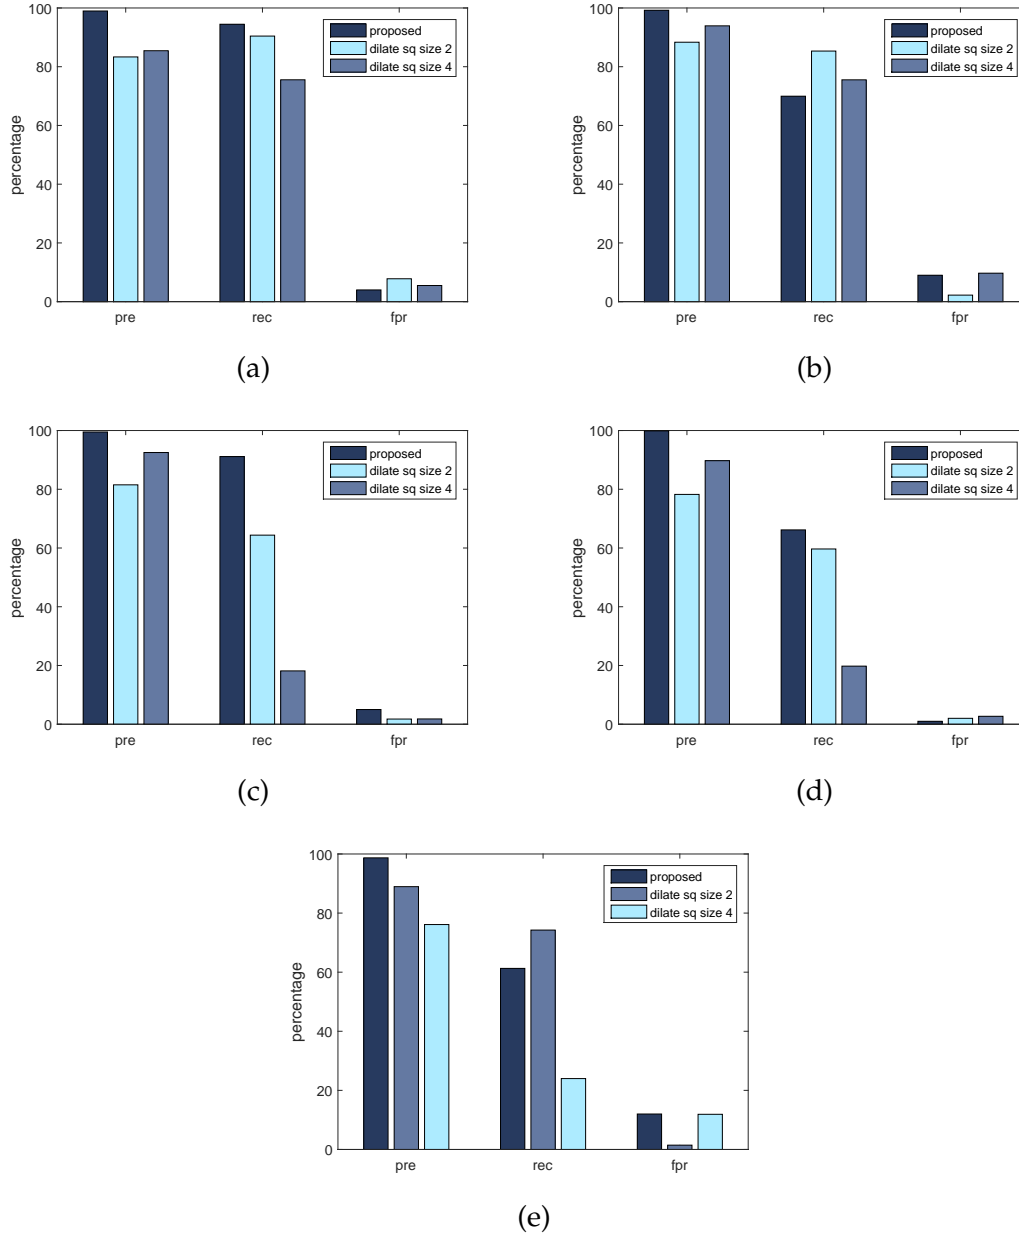 100
80
60
40
20
0
percentage
pre rec fpr
proposed
dilate sq size 2
dilate sq size 4
(a)
100
80
60
40
20
0
percentage
pre rec fpr
proposed
dilate sq size 2
dilate sq size 4
(b)
100
80
60
40
20
0
percentage
pre rec fpr
proposed
dilate sq size 2
dilate sq size 4
(c)
100
80
60
40
20
0
percentage
pre rec fpr
proposed
dilate sq size 2
dilate sq size 4
(d)
100
80
60
40
20
0
percentage
pre rec fpr
proposed
dilate sq size 2
dilate sq size 4
(e)